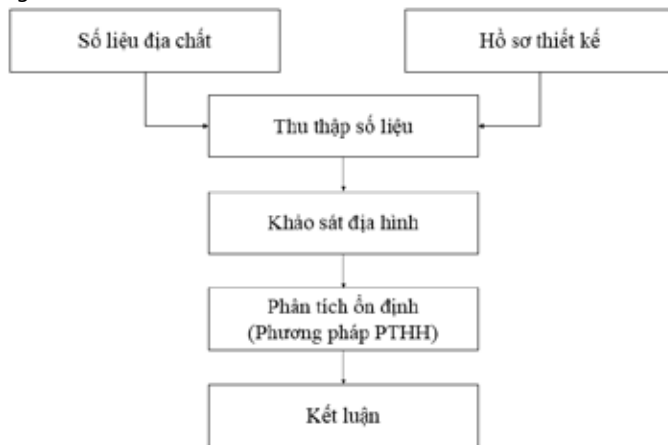 Số liệu địa chất
Hồ sơ thiết kế
Thu thập số liệu
Khảo sát địa hình
Phân tích ổn định
(Phương pháp PTHH)
Kết luận